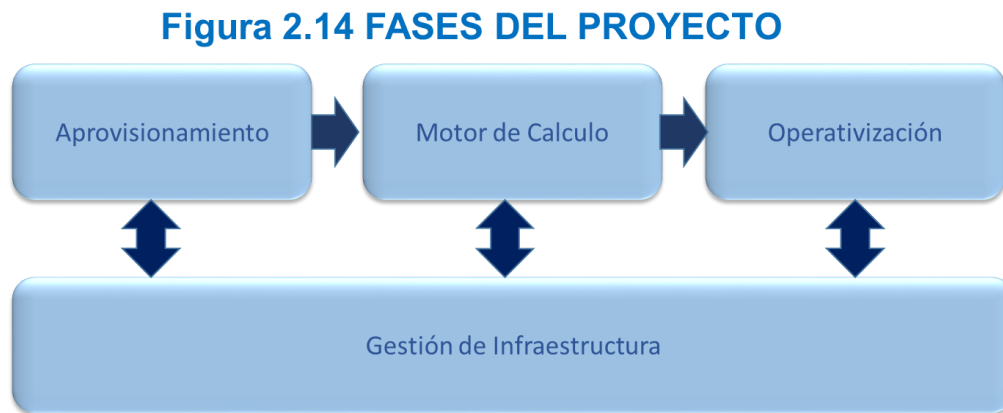 Figura 2.14 FASES DEL PROYECTO
Aprovisionamiento
Motor de Calculo
Operativización
Gestión de Infraestructura